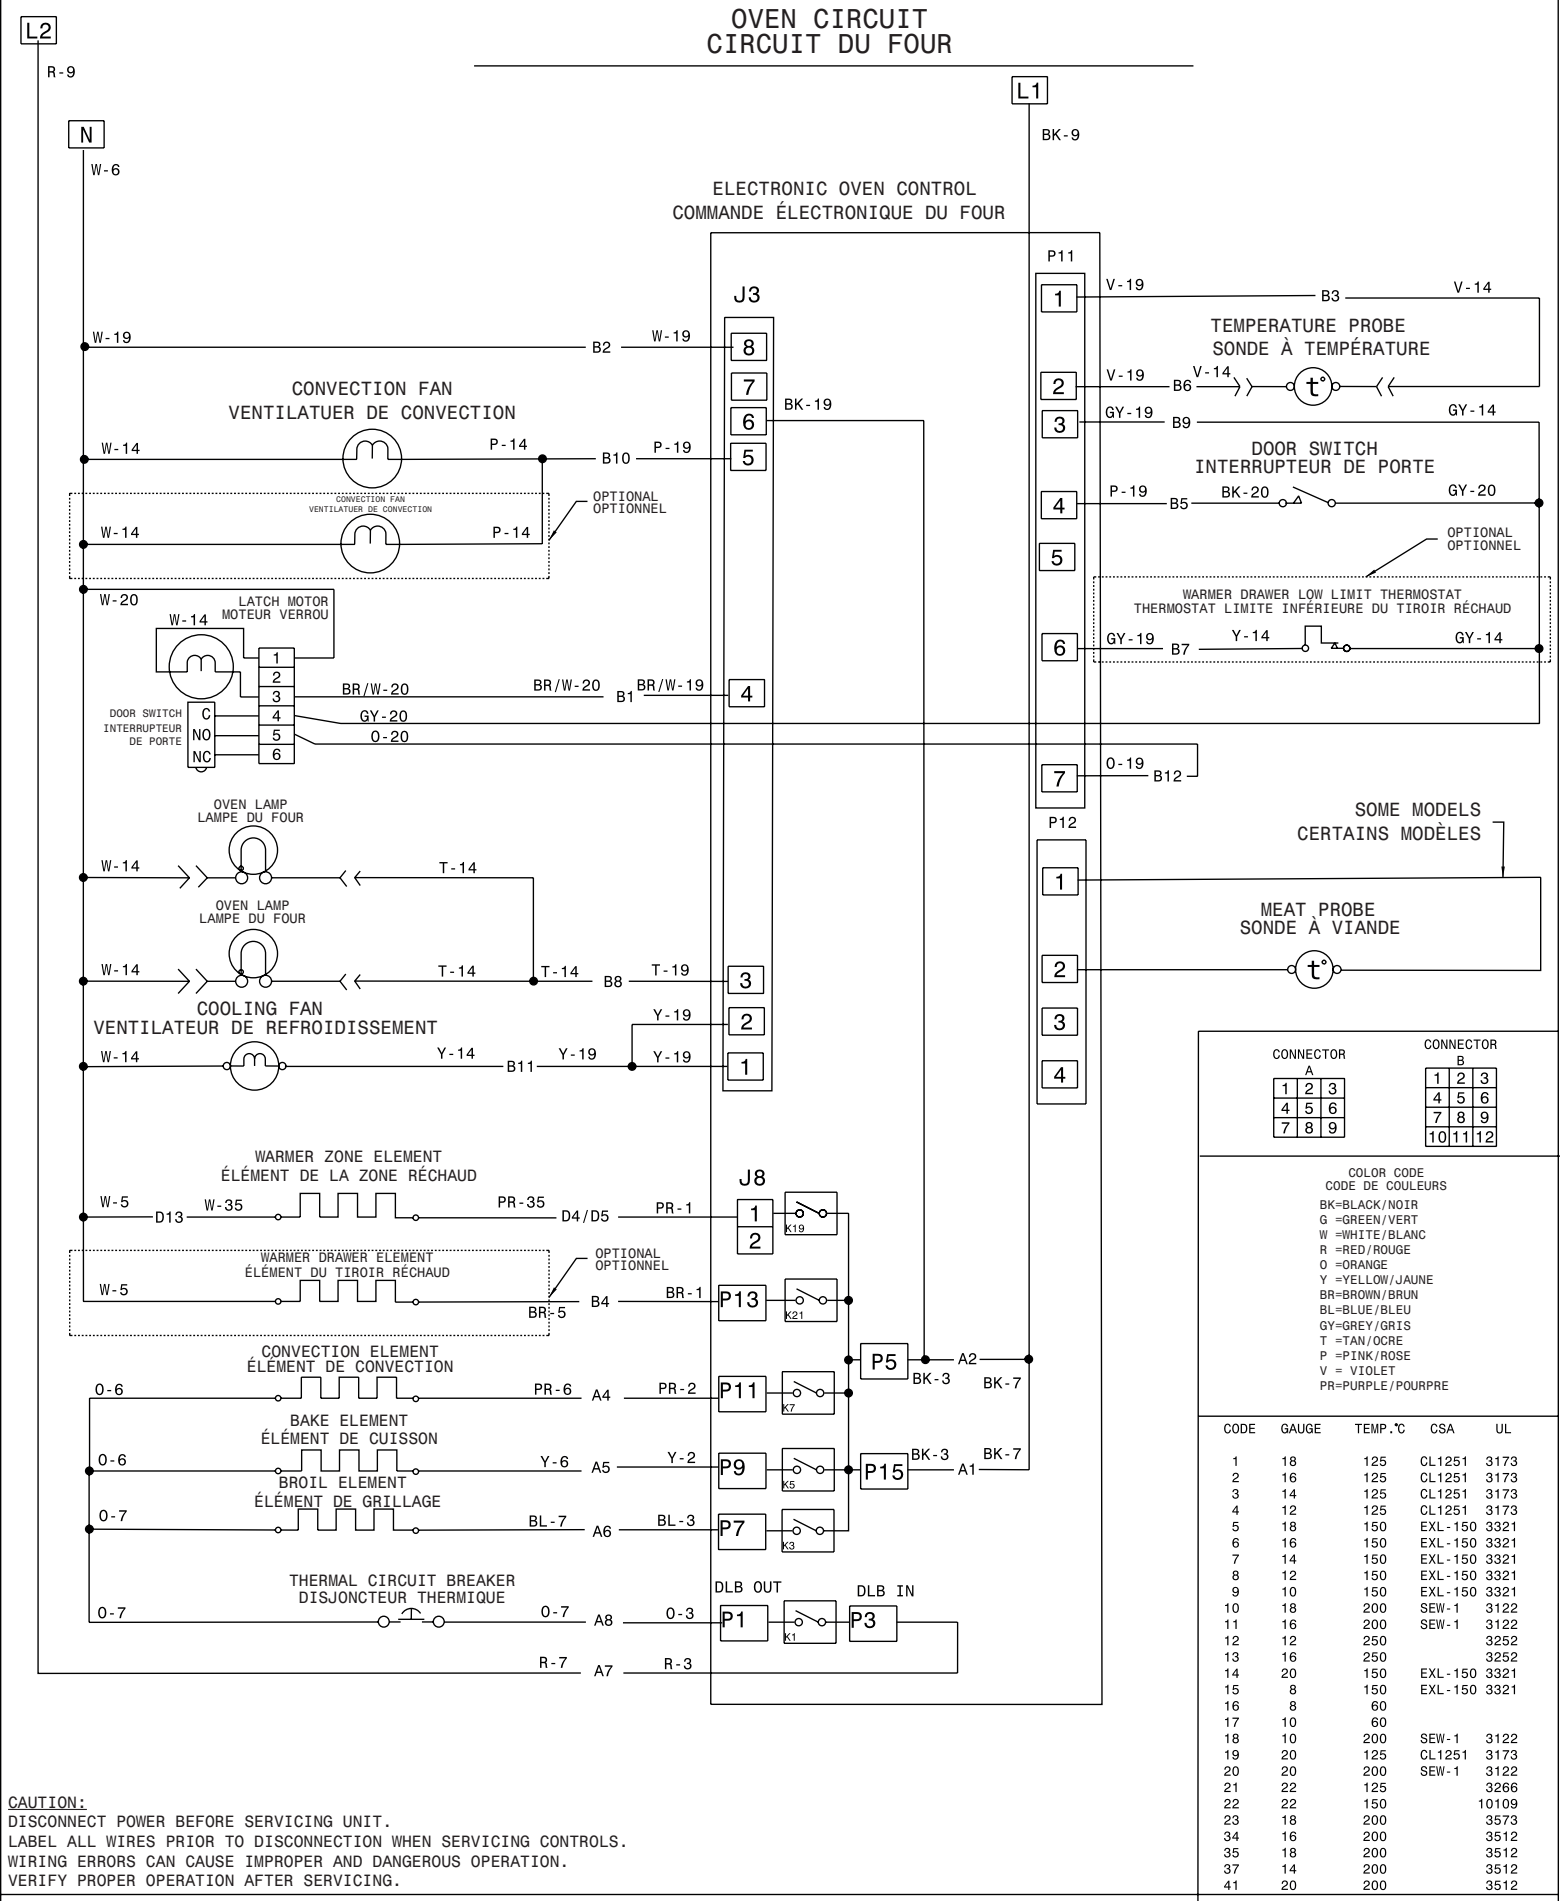 OVEN CIRCUIT
CIRCUIT DU FOUR
L2
R-9
L1
BK-9
N
W-6
ELECTRONIC OVEN CONTROL
COMMANDE ÉLECTRONIQUE DU FOUR
P11
J3
1
V-19
B3
V-14
W-19
B2
W-19
8
TEMPERATURE PROBE
SONDE À TEMPÉRATURE
7
2
V-19
B6
V-14
t°
CONVECTION FAN
VENTILATUER DE CONVECTION
6
BK-19
3
GY-19
B9
GY-14
W-14
P-14
B10
P-19
5
DOOR SWITCH
INTERRUPTEUR DE PORTE
CONVECTION FAN
VENTILATUER DE CONVECTION
OPTIONAL
OPTIONNEL
4
P-19
B5
BK-20
GY-20
W-14
P-14
5
OPTIONAL
OPTIONNEL
W-20
LATCH MOTOR
MOTEUR VERROU
WARMER DRAWER LOW LIMIT THERMOSTAT
THERMOSTAT LIMITE INFÉRIEURE DU TIROIR RÉCHAUD
W-14
6
GY-19
B7
Y-14
GY-14
1
2
3
4
5
6
BR/W-20
BR/W-20
B1
BR/W-19
4
DOOR SWITCH
INTERRUPTEUR
DE PORTE
C
NO
NC
GY-20
O-20
7
O-19
B12
OVEN LAMP
LAMPE DU FOUR
P12
SOME MODELS
CERTAINS MODÈLES
W-14
T-14
1
OVEN LAMP
LAMPE DU FOUR
MEAT PROBE
SONDE À VIANDE
W-14
T-14
T-14
B8
T-19
3
2
t°
COOLING FAN
VENTILATEUR DE REFROIDISSEMENT
Y-19
2
3
W-14
Y-14
B11
Y-19
Y-19
1
4
CONNECTOR
A
1 2 3
4 5 6
7 8 9
CONNECTOR
B
1 2 3
4 5 6
7 8 9
10 11 12
WARMER ZONE ELEMENT
ÉLÉMENT DE LA ZONE RÉCHAUD
J8
W-5
D13
W-35
PR-35
D4/D5
PR-1
1
2
K19
WARMER DRAWER ELEMENT
ÉLÉMENT DU TIROIR RÉCHAUD
OPTIONAL
OPTIONNEL
W-5
BR-5
B4
BR-1
P13
K21
CONVECTION ELEMENT
ÉLÉMENT DE CONVECTION
P5
BK-3
A2
BK-7
O-6
PR-6
A4
PR-2
P11
K7
BAKE ELEMENT
ÉLÉMENT DE CUISSON
O-6
Y-6
A5
Y-2
P9
K5
P15
BK-3
A1
BK-7
BROIL ELEMENT
ÉLÉMENT DE GRILLAGE
O-7
BL-7
A6
BL-3
P7
K3
THERMAL CIRCUIT BREAKER
DISJONCTEUR THERMIQUE
DLB OUT
DLB IN
O-7
O-7
A8
O-3
P1
K1
P3
R-7
A7
R-3
COLOR CODE
CODE DE COULEURS
BK=BLACK/NOIR
G =GREEN/VERT
W =WHITE/BLANC
R =RED/ROUGE
O =ORANGE
Y =YELLOW/JAUNE
BR=BROWN/BRUN
BL=BLUE/BLEU
GY=GREY/GRIS
T =TAN/OCRE
P =PINK/ROSE
V = VIOLET
PR=PURPLE/POURPRE
CODE GAUGE TEMP.°C CSA UL
1 18 125 CL1251 3173
2 16 125 CL1251 3173
3 14 125 CL1251 3173
4 12 125 CL1251 3173
5 18 150 EXL-150 3321
6 16 150 EXL-150 3321
7 14 150 EXL-150 3321
8 12 150 EXL-150 3321
9 10 150 EXL-150 3321
10 18 200 SEW-1 3122
11 16 200 SEW-1 3122
12 12 250 3252
13 16 250 3252
14 20 150 EXL-150 3321
15 8 150 EXL-150 3321
16 8 60
17 10 60
18 10 200 SEW-1 3122
19 20 125 CL1251 3173
20 20 200 SEW-1 3122
21 22 125 3266
22 22 150 10109
23 18 200 3573
34 16 200 3512
35 18 200 3512
37 14 200 3512
41 20 200 3512
CAUTION:
DISCONNECT POWER BEFORE SERVICING UNIT.
LABEL ALL WIRES PRIOR TO DISCONNECTION WHEN SERVICING CONTROLS.
WIRING ERRORS CAN CAUSE IMPROPER AND DANGEROUS OPERATION.
VERIFY PROPER OPERATION AFTER SERVICING.